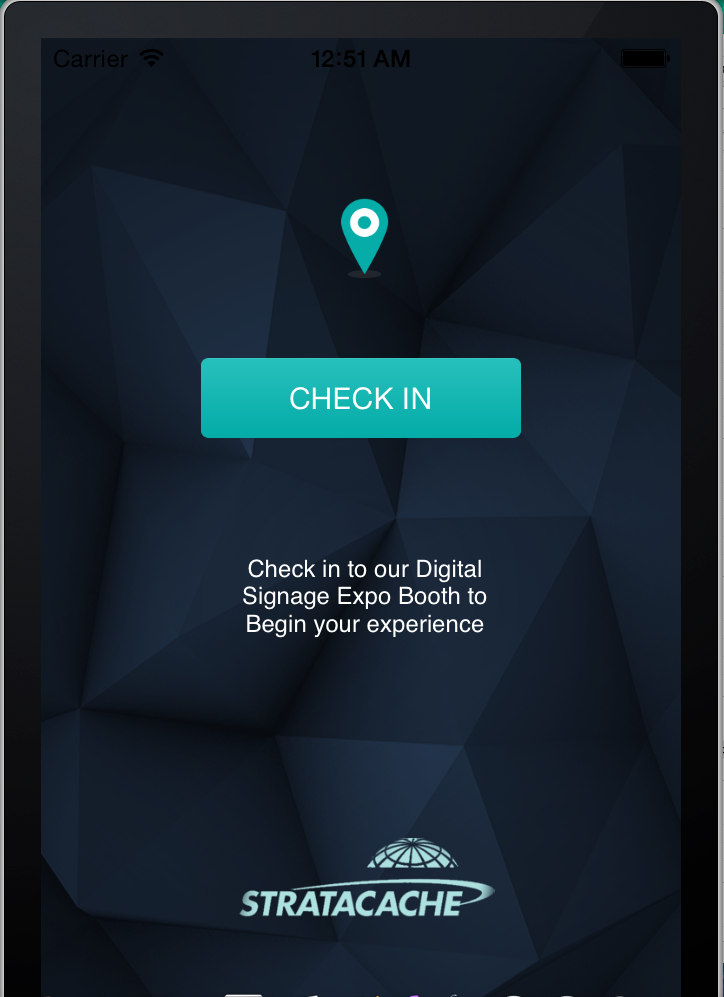 Carrier 12:51 AM
CHECK IN
Check in to our Digital
Signage Expo Booth to
Begin your experience
STRATACACHE